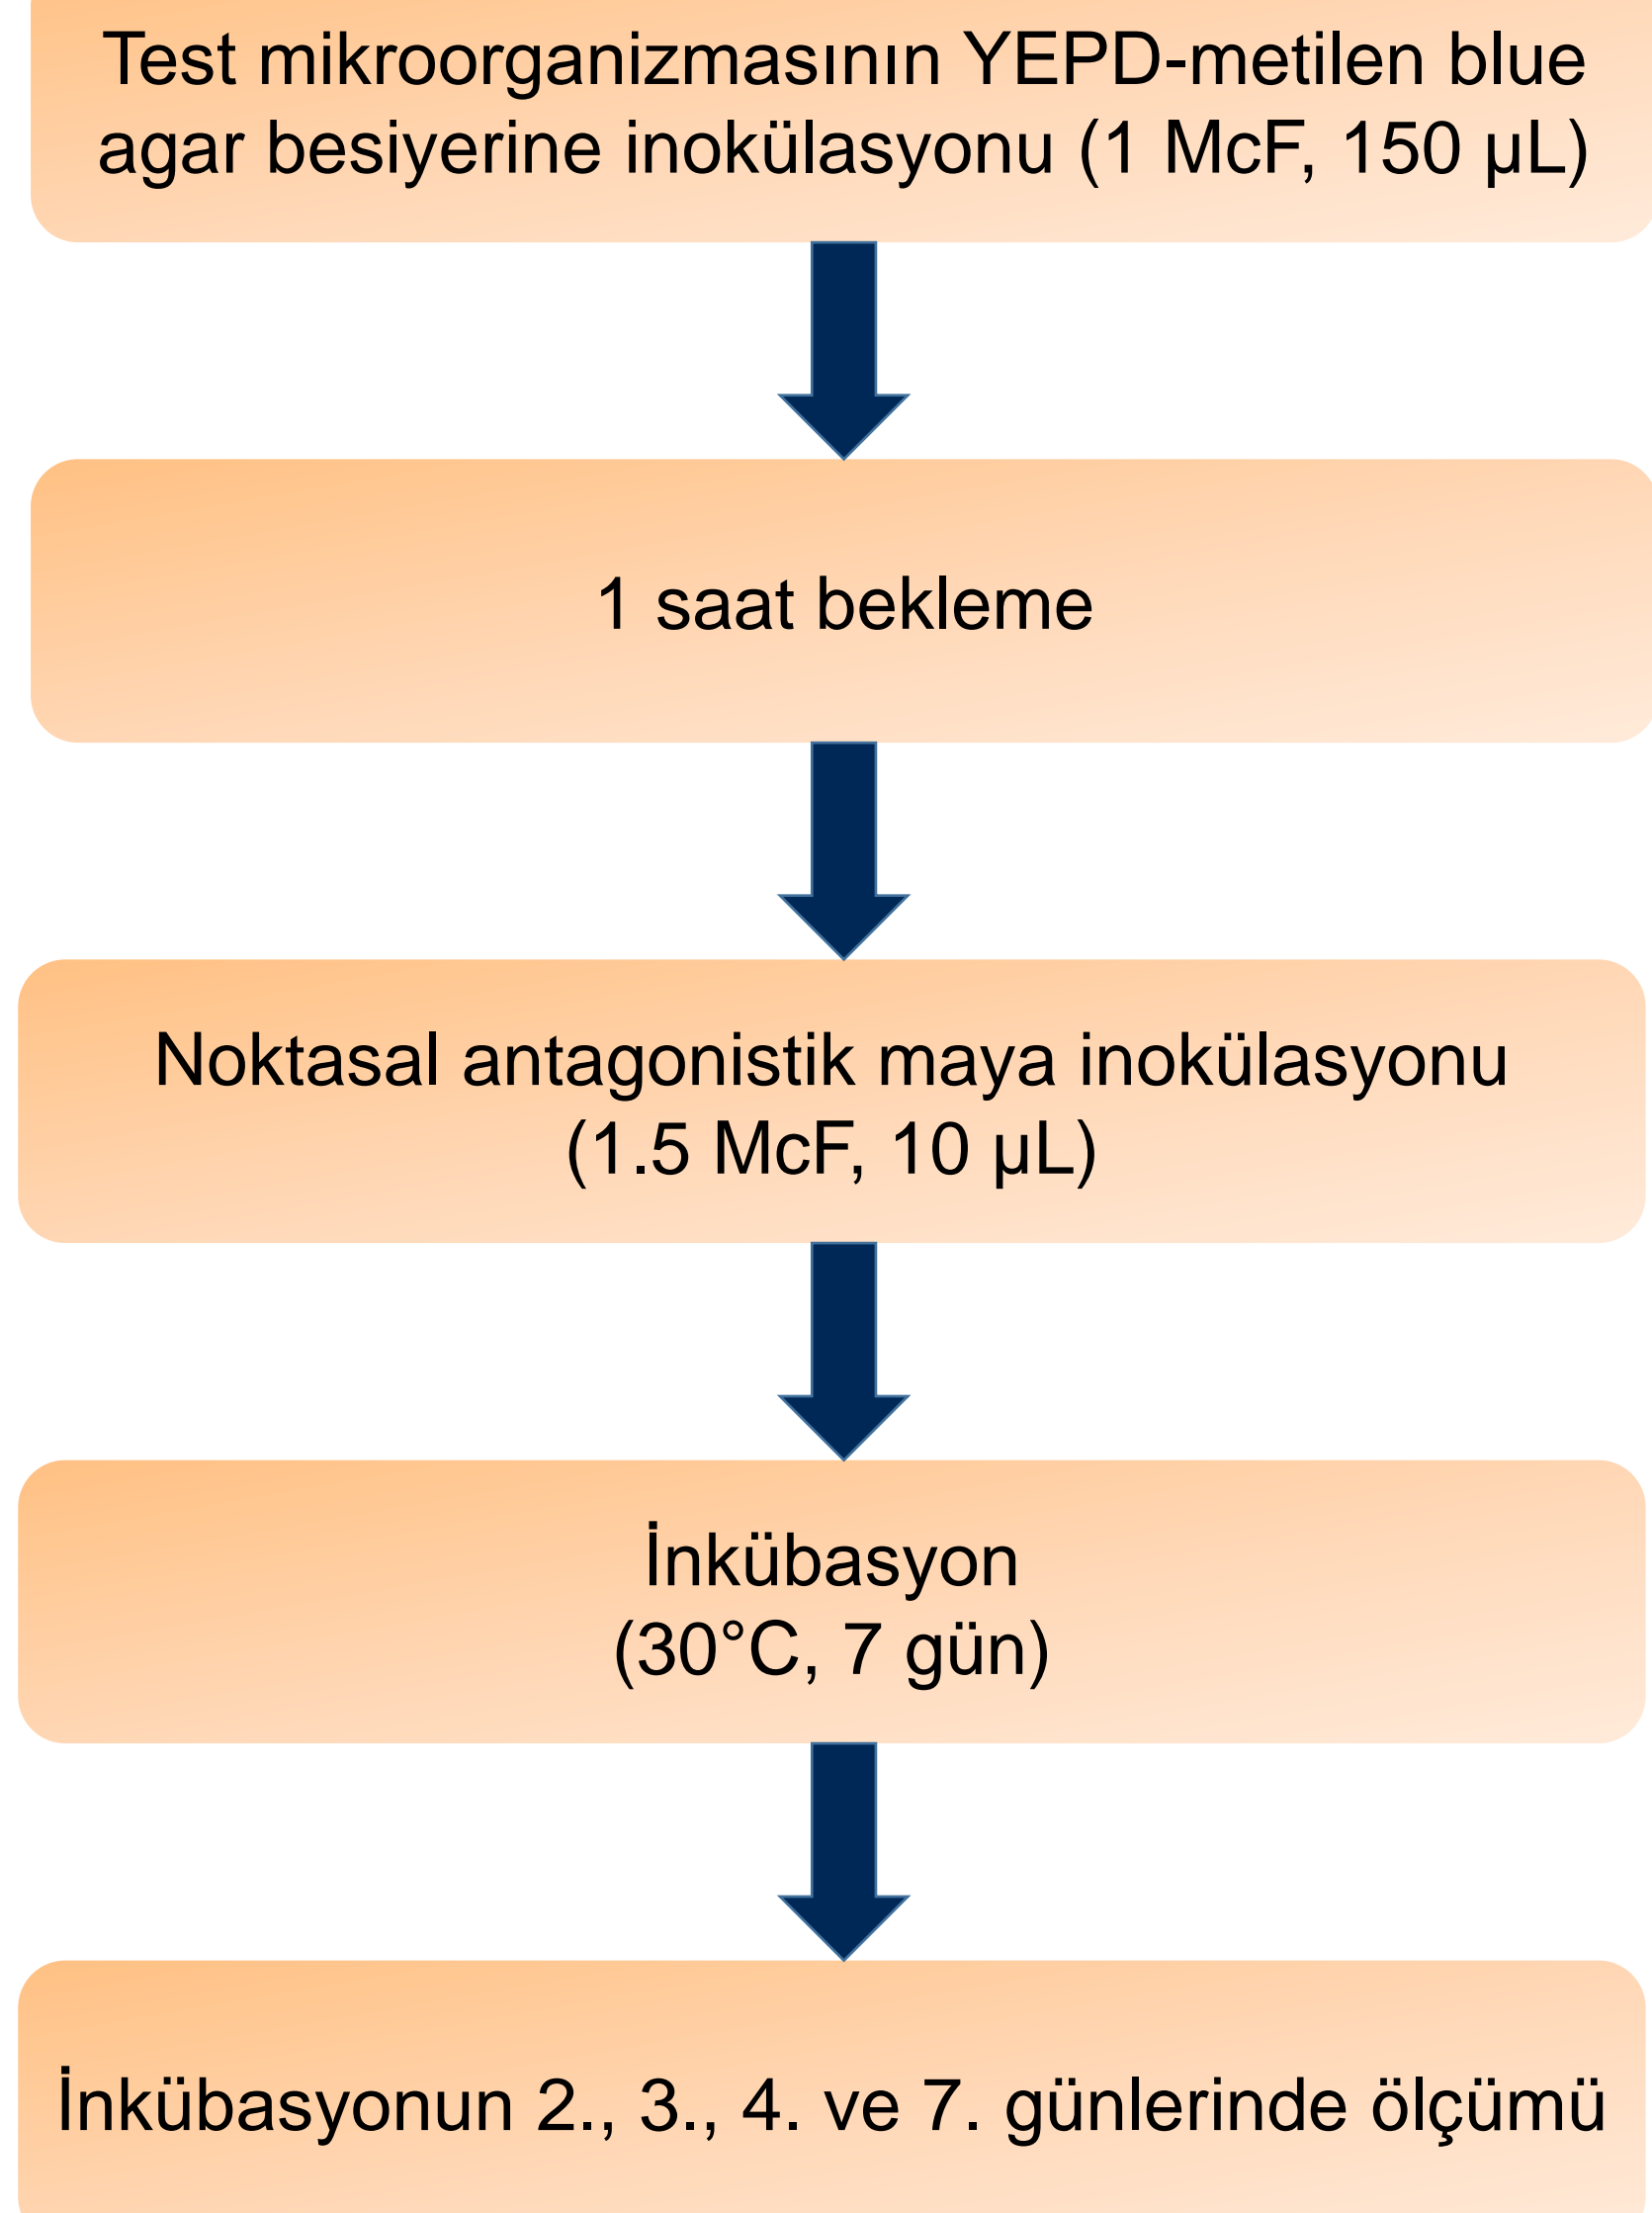 Test mikroorganizmasının YEPD-metilen blue
agar besiyerine inokülasyonu (1 McF, 150 µL)
1 saat bekleme
Noktasal antagonistik maya inokülasyonu
(1.5 McF, 10 µL)
İnkübasyon
(30°C, 7 gün)
İnkübasyonun 2., 3., 4. ve 7. günlerinde ölçümü